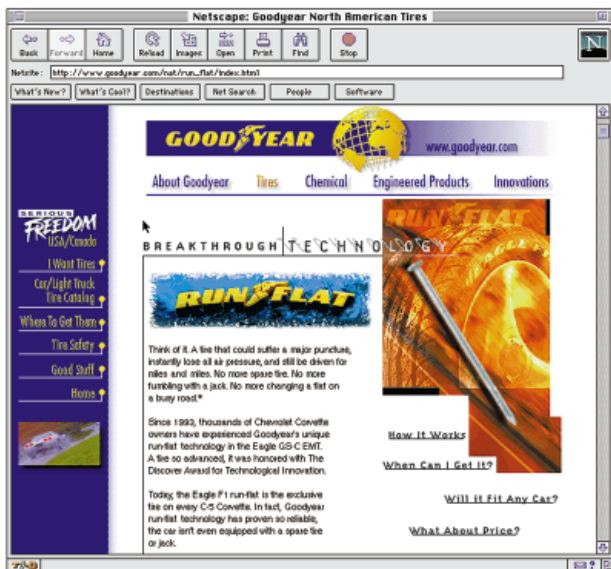 Netscape: Goodyear North American Tires
Back Forward Home Reload Images Open Print Find Stop
N
Netsite: http://www.goodyear.com/nat/run_flat/index.html
What's New? What's Cool? Destinations Net Search People Software
GOODYEAR
www.goodyear.com
About Goodyear Tires Chemical Engineered Products Innovations
SERIOUS
FREEDOM
USA/Canada
I Want Tires
Car/Light Truck
Tire Catalog
Where To Get Them
Tire Safety
Good Stuff
Home
RUN FLAT
BREAKTHROUGH TECHNOLOGY
RUN FLAT
Think of it. A tire that could suffer a major puncture,
instantly lose all air pressure, and still be driven for
miles and miles. No more spare tire. No more
fumbling with a jack. No more changing a flat on
a busy road.*
Since 1993, thousands of Chevrolet Corvette
owners have experienced Goodyear's unique
run-flat technology in the Eagle GS-C EMT.
A tire so advanced, it was honored with The
Discover Award for Technological Innovation.
Today, the Eagle F1 run-flat is the exclusive
tire on every C-5 Corvette. In fact, Goodyear
run-flat technology has proven so reliable,
the car isn't even equipped with a spare tire
or jack.
How It Works
When Can I Get It?
Will it Fit Any Car?
What About Price?